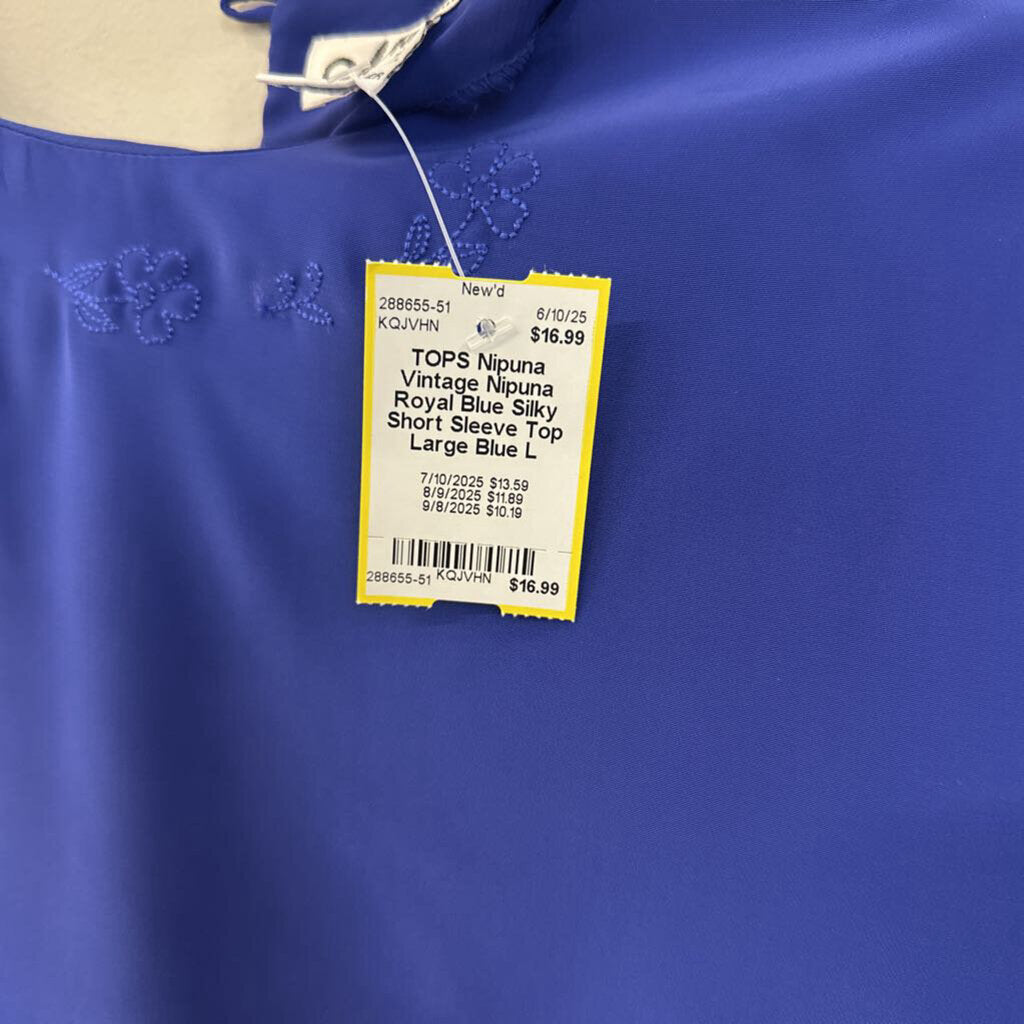 New'd
288655-51 6/10/25
KQJVHN $16.99
TOPS Nipuna
Vintage Nipuna
Royal Blue Silky
Short Sleeve Top
Large Blue L
7/10/2025 $13.59
8/9/2025 $11.89
9/8/2025 $10.19
288655-51 KQJVHN $16.99